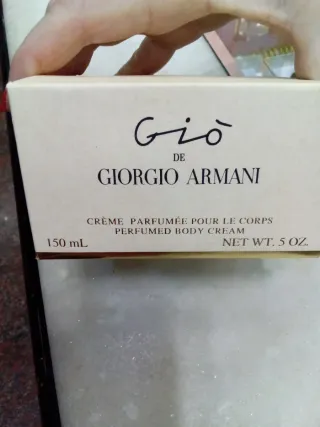 Giò
DE
GIORGIO ARMANI
CRÈME PARFUMÉE POUR LE CORPS
PERFUMED BODY CREAM
150 mL NET WT. 5 OZ.